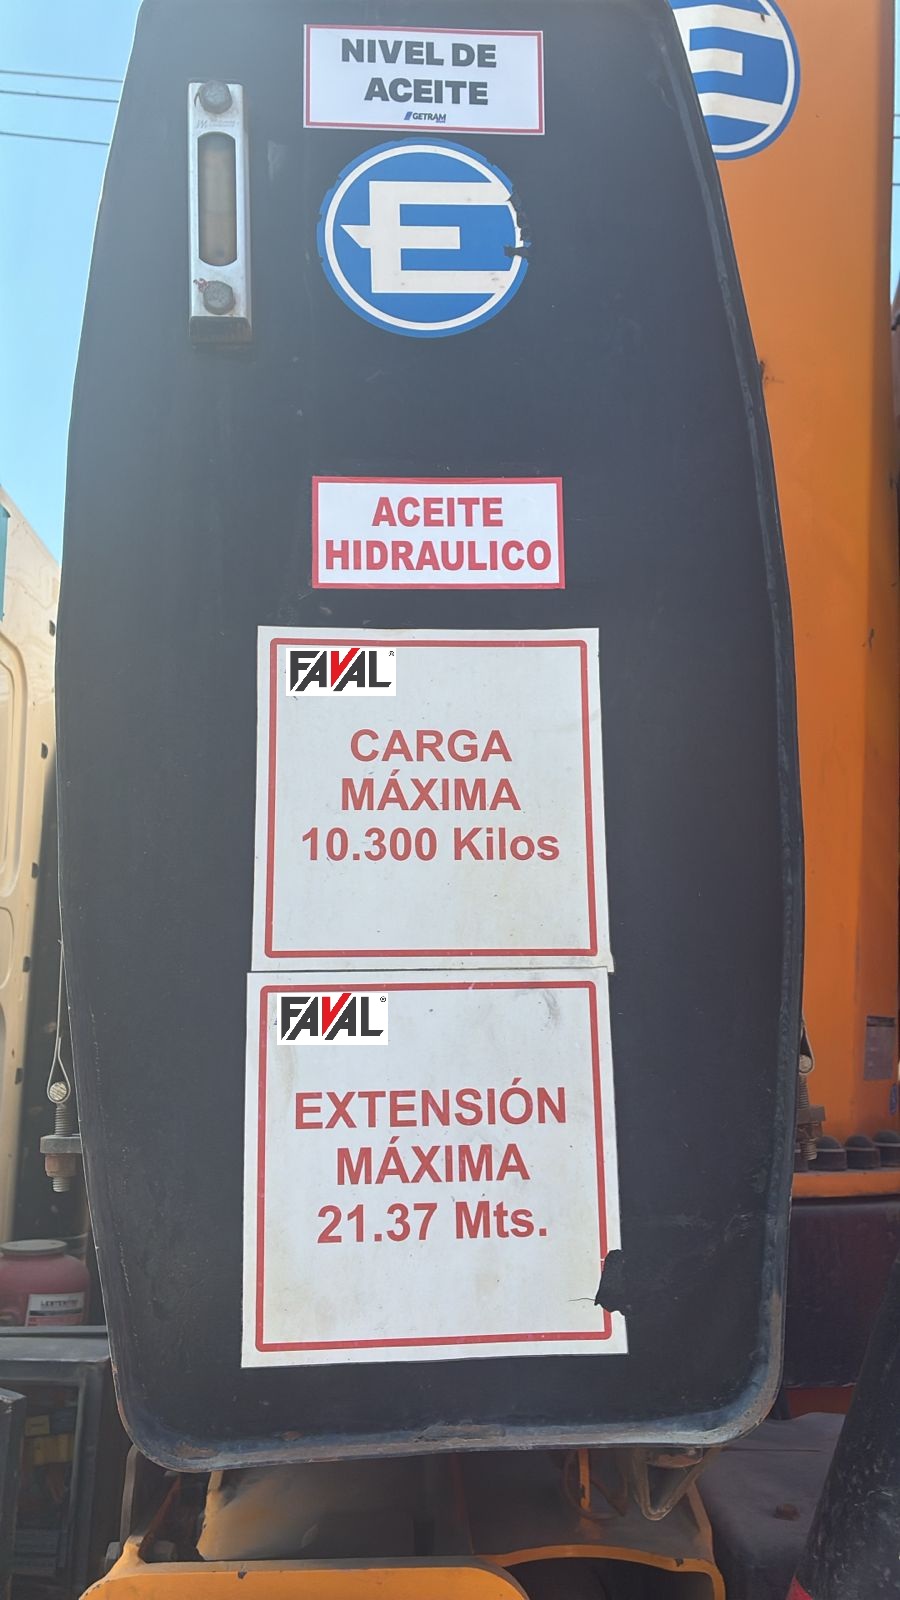 NIVEL DE
ACEITE
GETRAM
E
E
ACEITE
HIDRAULICO
FAVAL®
CARGA
MÁXIMA
10.300 Kilos
FAVAL®
EXTENSIÓN
MÁXIMA
21.37 Mts.